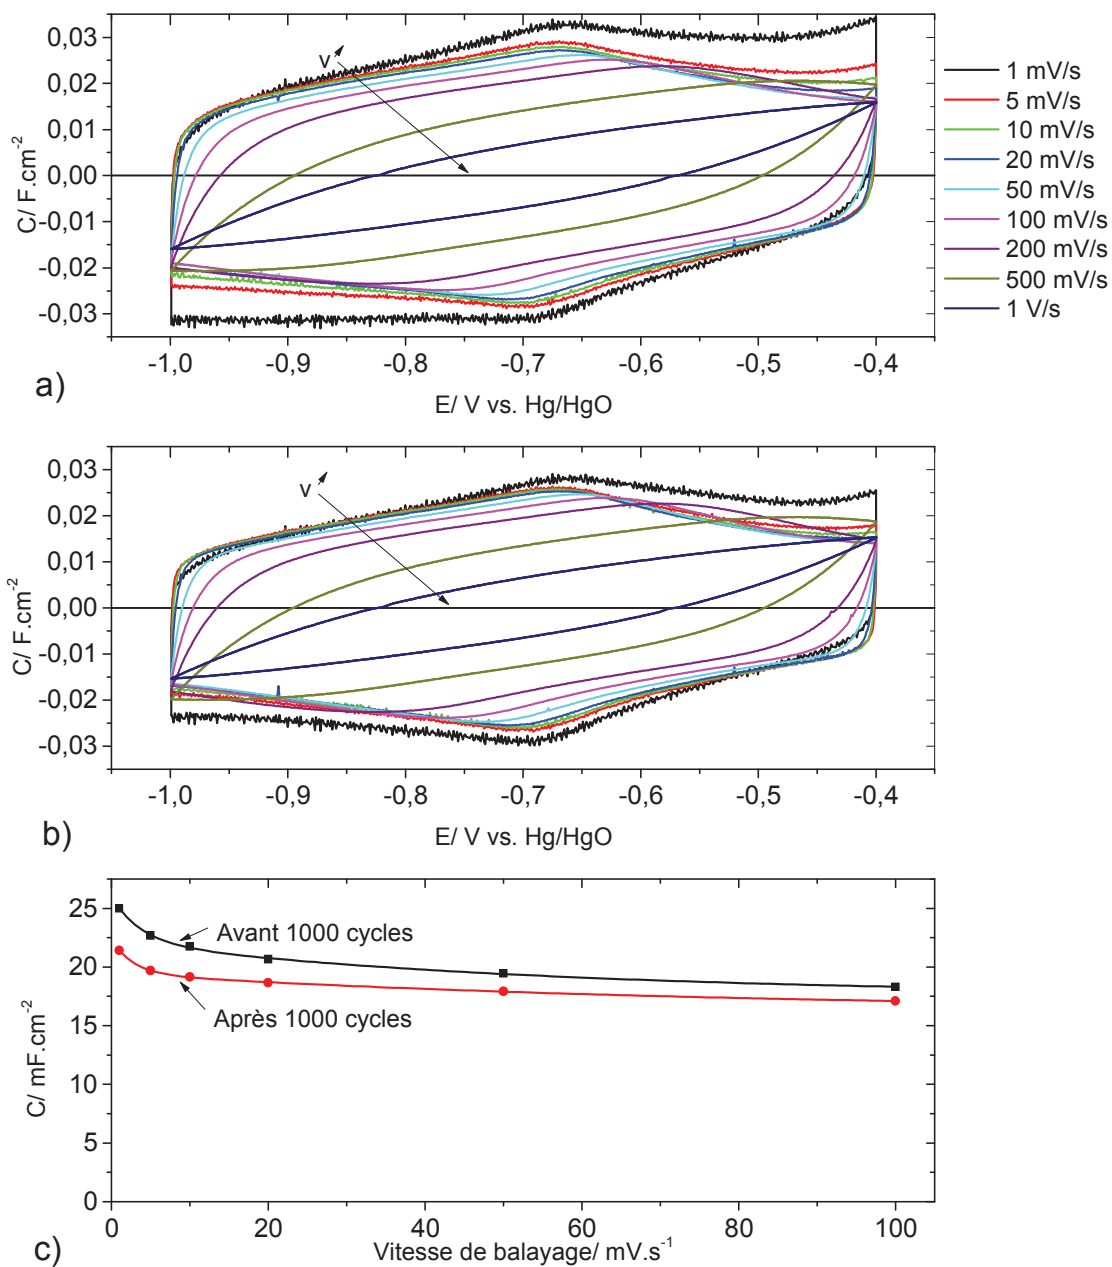 0,03
0,02
0,01
0,00
-0,01
-0,02
-0,03
C/ F.cm-2
v
-1,0 -0,9 -0,8 -0,7 -0,6 -0,5 -0,4
E/ V vs. Hg/HgO
a)
1 mV/s
5 mV/s
10 mV/s
20 mV/s
50 mV/s
100 mV/s
200 mV/s
500 mV/s
1 V/s
0,03
0,02
0,01
0,00
-0,01
-0,02
-0,03
C/ F.cm-2
v
-1,0 -0,9 -0,8 -0,7 -0,6 -0,5 -0,4
E/ V vs. Hg/HgO
b)
25
20
15
10
5
0
C/ mF.cm-2
Avant 1000 cycles
Après 1000 cycles
0 20 40 60 80 100
Vitesse de balayage/ mV.s-1
c)